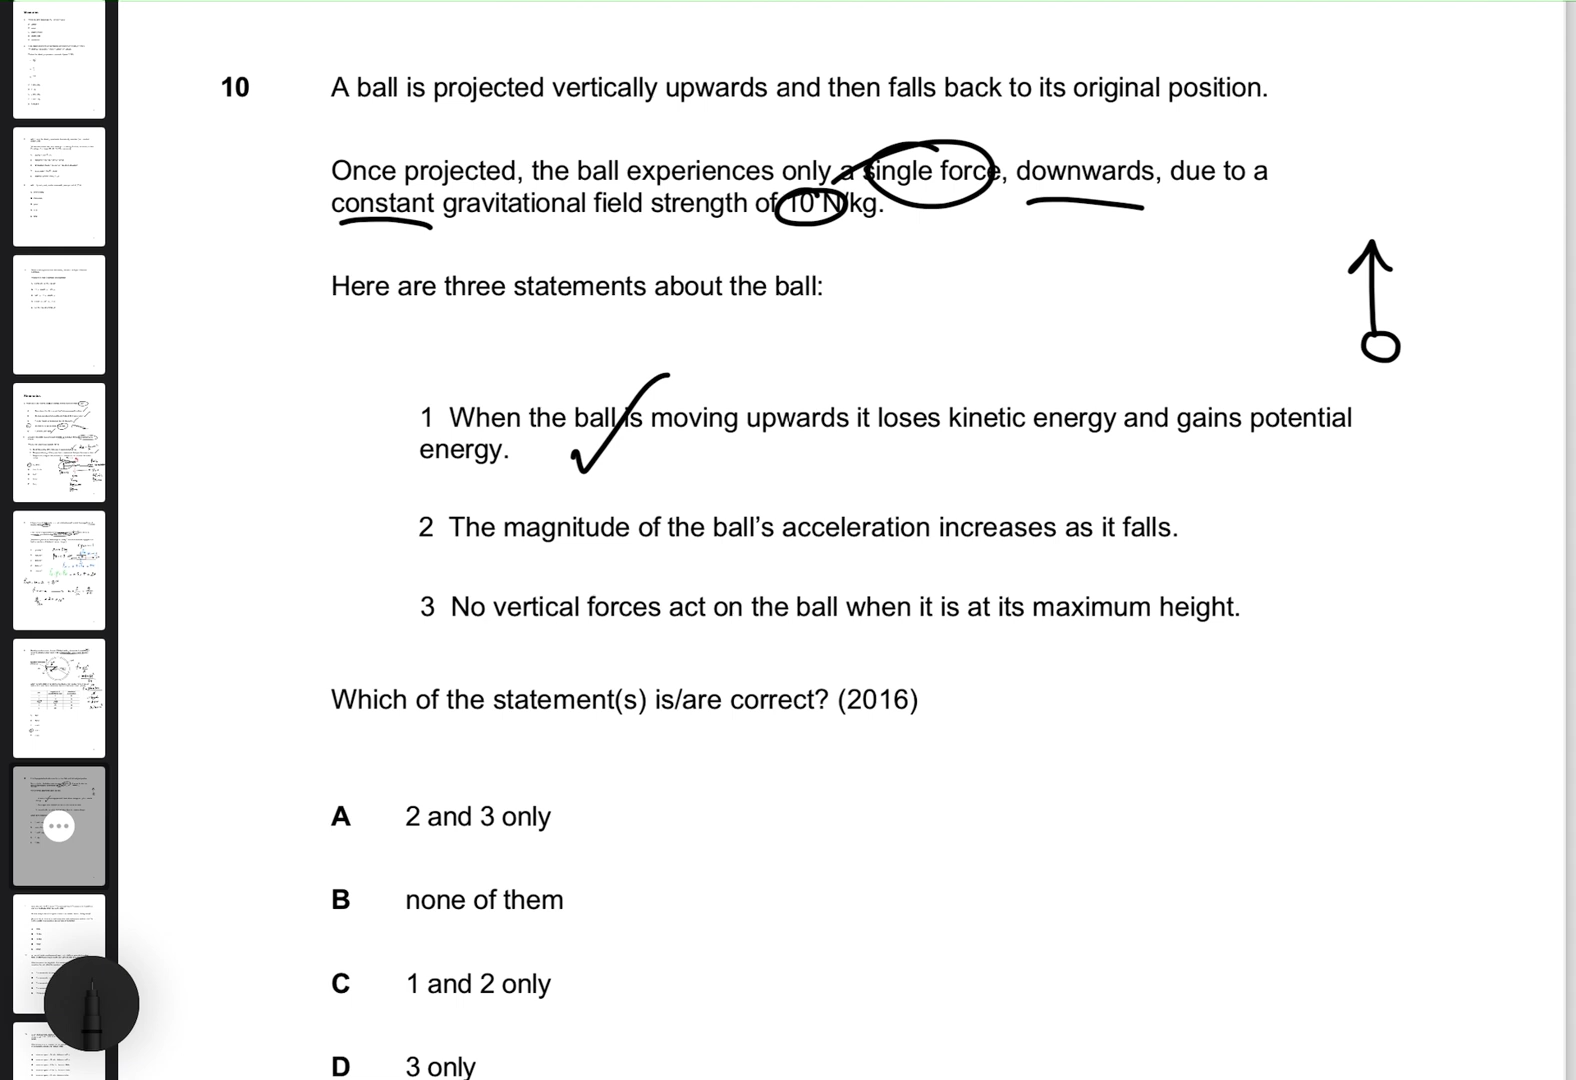 10 A ball is projected vertically upwards and then falls back to its original position.
Once projected, the ball experiences only a single force, downwards, due to a
constant gravitational field strength of 10 N/kg.
Here are three statements about the ball:
1 When the ball is moving upwards it loses kinetic energy and gains potential
energy.
2 The magnitude of the ball’s acceleration increases as it falls.
3 No vertical forces act on the ball when it is at its maximum height.
Which of the statement(s) is/are correct? (2016)
A 2 and 3 only
B none of them
C 1 and 2 only
D 3 only